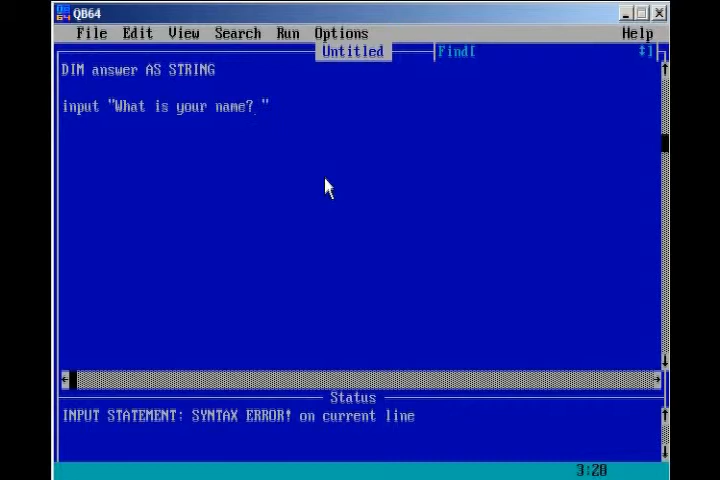 QB64
File Edit View Search Run Options Help
Untitled Find[ ↕]
DIM answer AS STRING
input "What is your name? "
Status
INPUT STATEMENT: SYNTAX ERROR! on current line
3:20